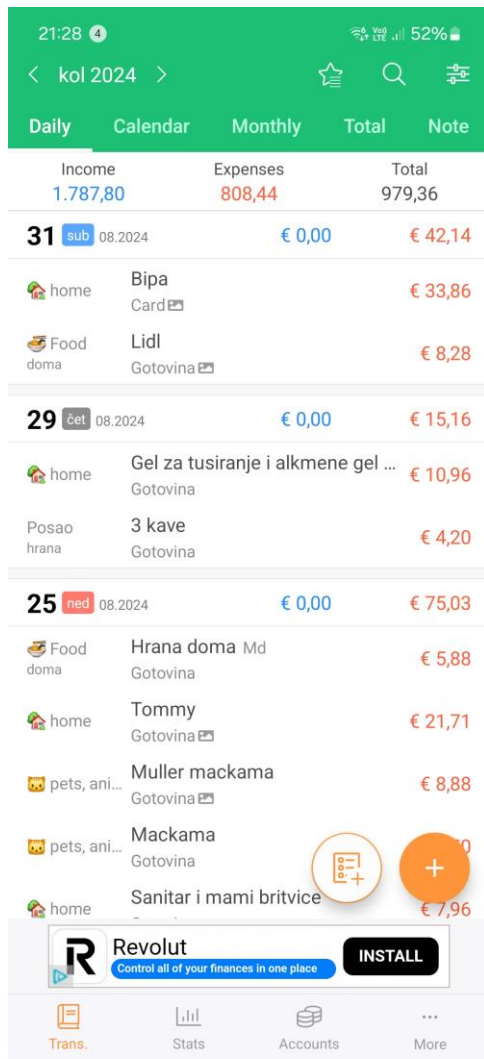 21:28 4 Vo)) LTE 52%
< kol 2024 >
Daily Calendar Monthly Total Note
Income Expenses Total
1.787,80 808,44 979,36
31 sub 08.2024 € 0,00 € 42,14
home Bipa € 33,86
Card
Food Lidl € 8,28
doma Gotovina
29 čet 08.2024 € 0,00 € 15,16
home Gel za tusiranje i alkmene gel ... € 10,96
Gotovina
Posao 3 kave € 4,20
hrana Gotovina
25 ned 08.2024 € 0,00 € 75,03
Food Hrana doma Md € 5,88
doma Gotovina
home Tommy € 21,71
Gotovina
pets, ani... Muller mackama € 8,88
Gotovina
pets, ani... Mackama
Gotovina
home Sanitar i mami britvice € 7,96
R Revolut
Control all of your finances in one place
INSTALL
Trans. Stats Accounts More